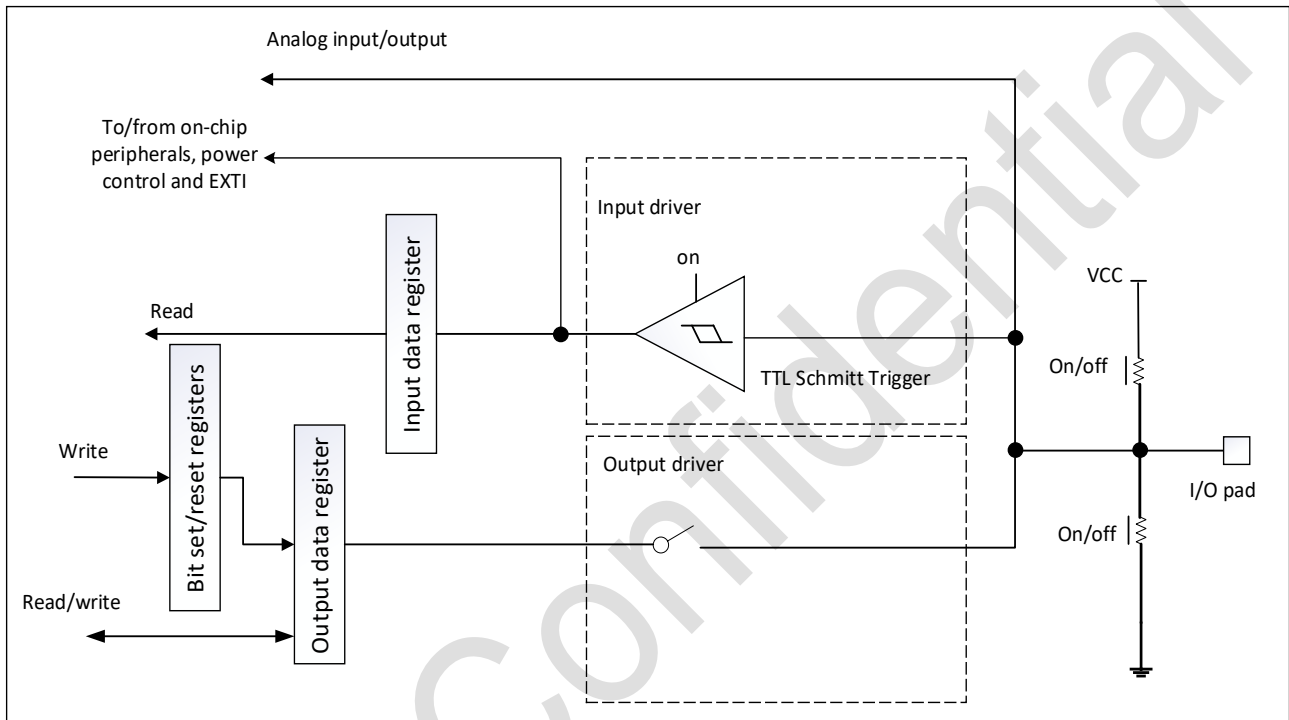 Analog input/output
To/from on-chip
peripherals, power
control and EXTI
Input driver
on
VCC
Read
Input data register
TTL Schmitt Trigger
On/off
Bit set/reset registers
Write
Output data register
Output driver
I/O pad
On/off
Read/write
Confidential